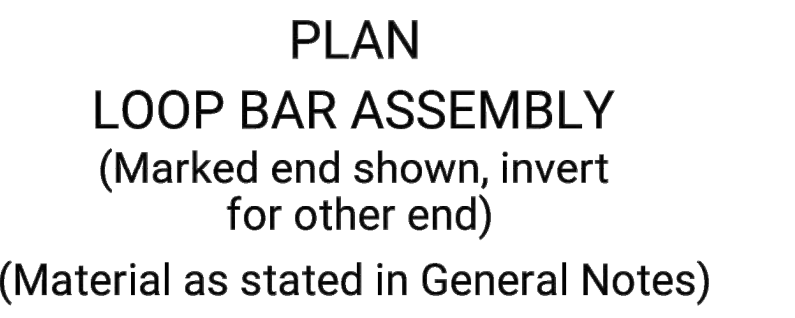 PLAN
LOOP BAR ASSEMBLY
(Marked end shown, invert
for other end)
(Material as stated in General Notes)